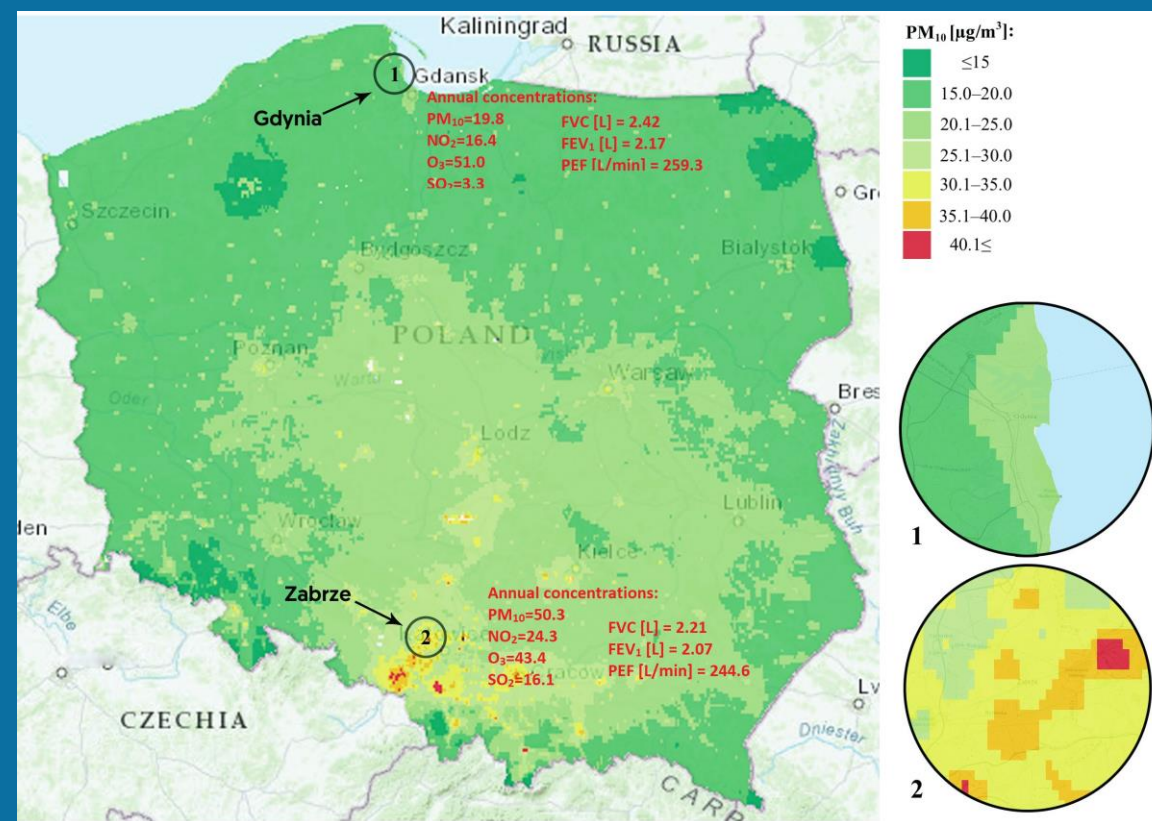 Kaliningrad
RUSSIA
1
Gdansk
Gdynia
Annual concentrations:
PM₁₀=19.8
NO₂=16.4
O₃=51.0
SO₂=3.3
FVC [L] = 2.42
FEV₁ [L] = 2.17
PEF [L/min] = 259.3
Szczecin
Bydgoszcz
Bialystok
POLAND
Poznan
Warta
Warsaw
Oder
Lodz
Bres
Zakhidnyy Buh
Wroclaw
Lublin
Kielce
den
Elbe
Zabrze
2
Annual concentrations:
PM₁₀=50.3
NO₂=24.3
O₃=43.4
SO₂=16.1
FVC [L] = 2.21
FEV₁ [L] = 2.07
PEF [L/min] = 244.6
CZECHIA
Lv
Dniester
CARP
PM₁₀ [µg/m³]:
≤15
15.0–20.0
20.1–25.0
25.1–30.0
30.1–35.0
35.1–40.0
40.1≤
1
2